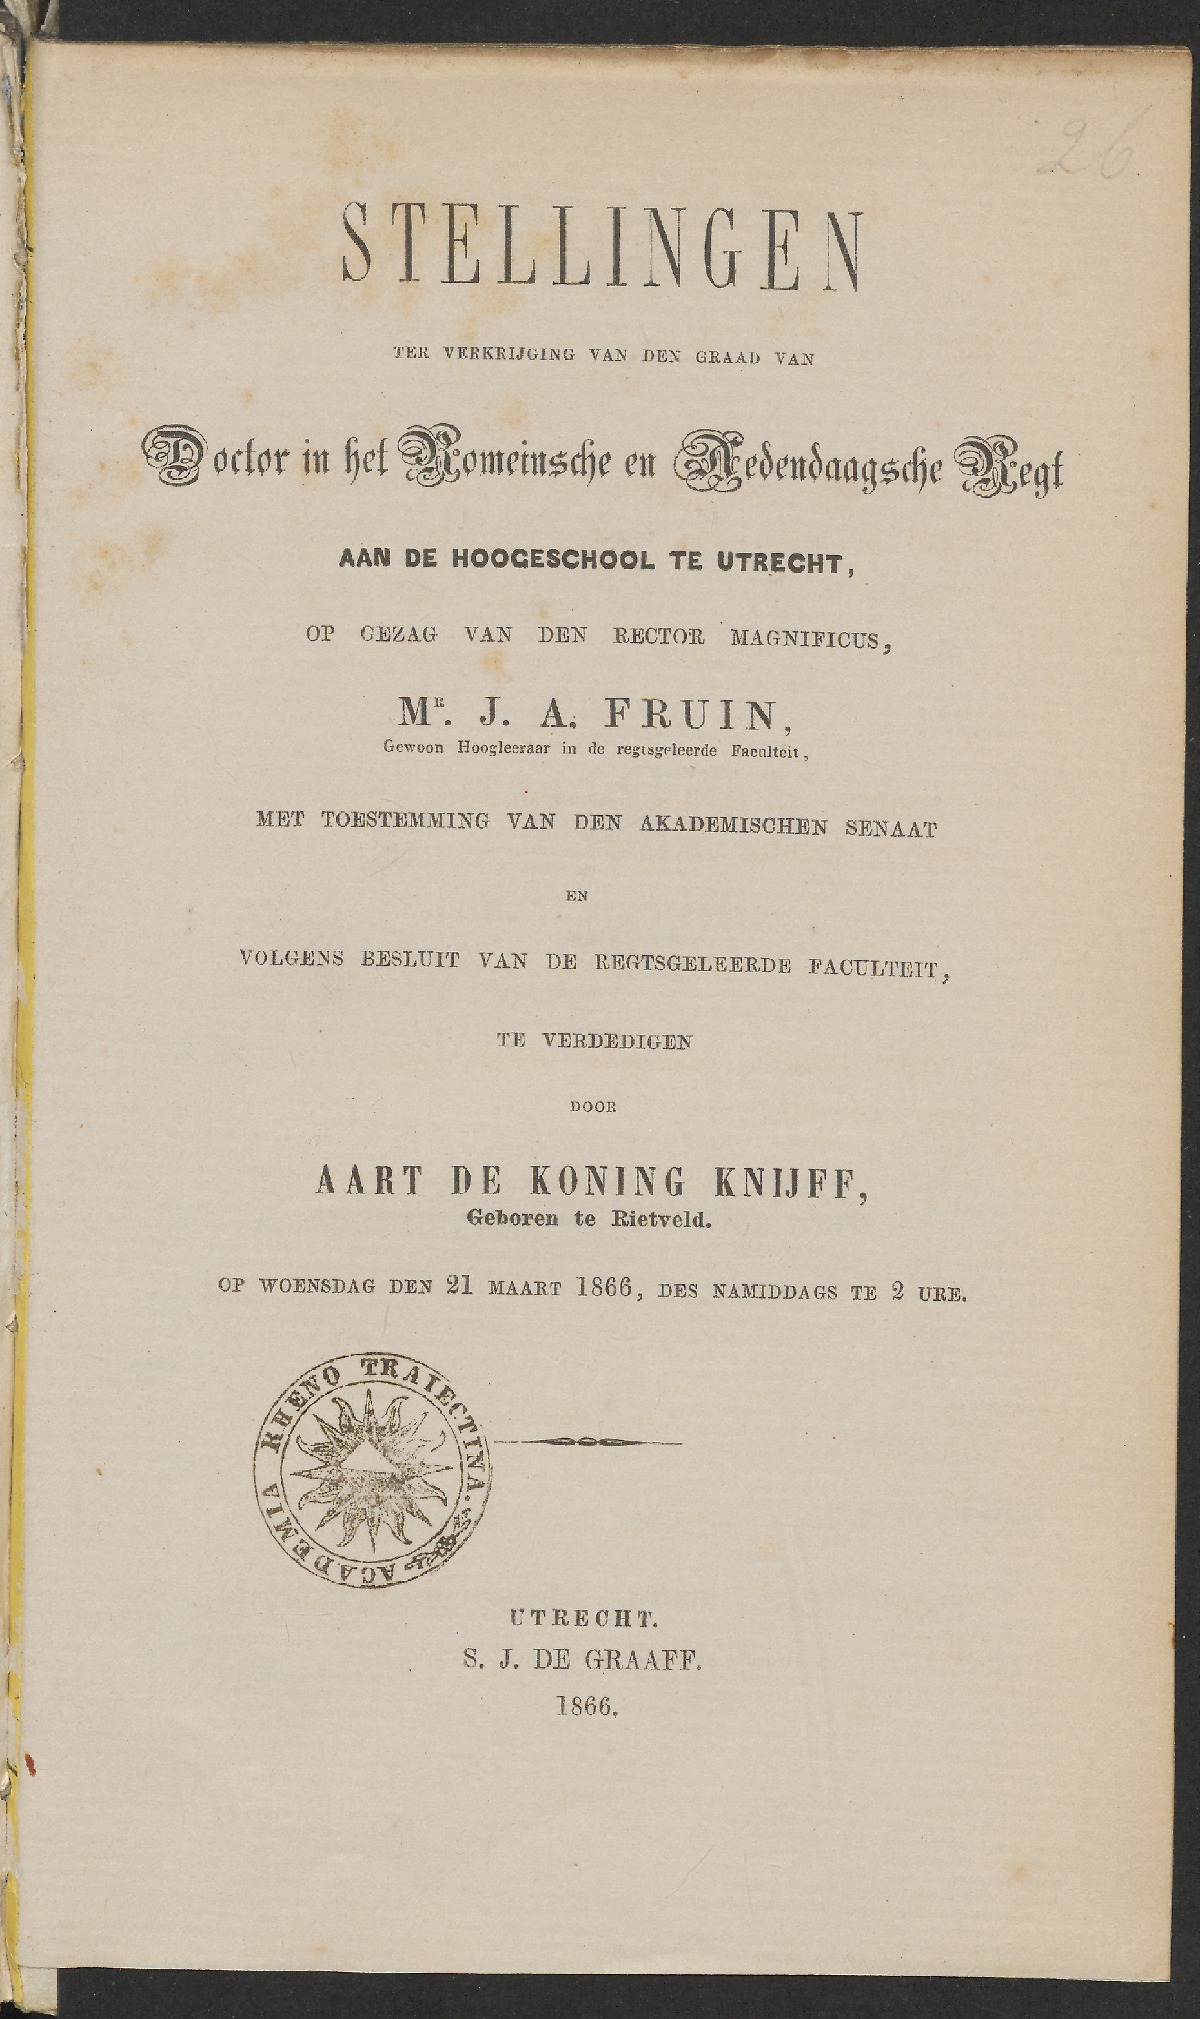 26.
STELLINGEN
TER VERKRIJGING VAN DEN GRAAD VAN
Doctor in het Romeinsche en Hedendaagsche Regt
AAN DE HOOGESCHOOL TE UTRECHT,
OP GEZAG VAN DEN RECTOR MAGNIFICUS,
MR. J. A. FRUIN,
Gewoon Hoogleeraar in de regtsgeleerde Faculteit,
MET TOESTEMMING VAN DEN AKADEMISCHEN SENAAT
EN
VOLGENS BESLUIT VAN DE REGTSGELEERDE FACULTEIT,
TE VERDEDIGEN
DOOR
AART DE KONING KNIJFF,
Geboren te Rietveld.
OP WOENSDAG DEN 21 MAART 1866, DES NAMIDDAGS TE 2 URE.
ACADEMIA RHENO TRAIECTINA.
UTRECHT.
S. J. DE GRAAFF.
1866.